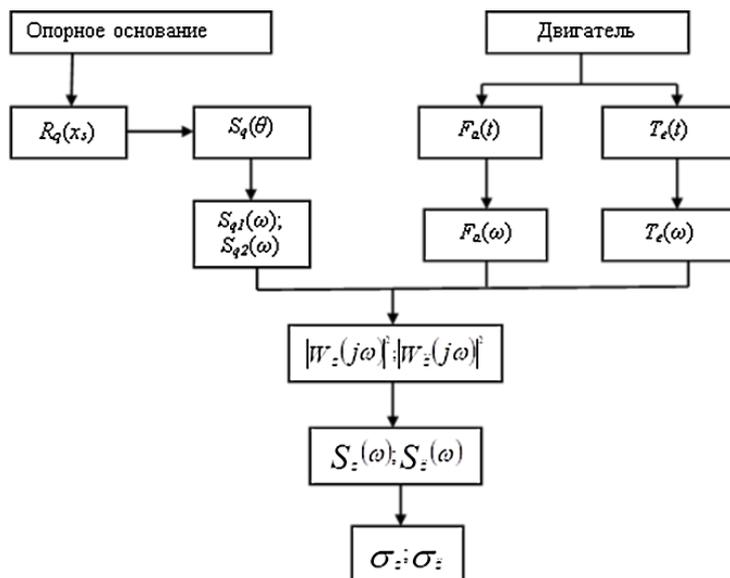 Опорное основание
Двигатель
R_q(x_s)
S_q(θ)
F_a(t)
T_e(t)
S_q1(ω);
S_q2(ω)
F_a(ω)
T_e(ω)
|W_z(jω)|²;|W_z̈(jω)|²
S_z(ω);S_z̈(ω)
σ_z;σ_z̈